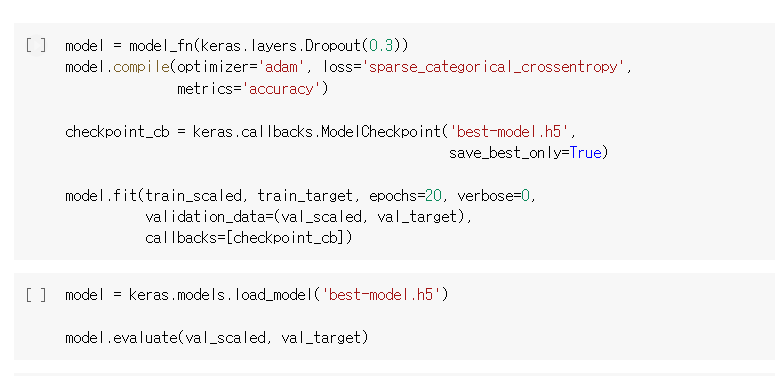 [ ] model = model_fn(keras.layers.Dropout(0.3))
model.compile(optimizer='adam', loss='sparse_categorical_crossentropy',
metrics='accuracy')
checkpoint_cb = keras.callbacks.ModelCheckpoint('best-model.h5',
save_best_only=True)
model.fit(train_scaled, train_target, epochs=20, verbose=0,
validation_data=(val_scaled, val_target),
callbacks=[checkpoint_cb])
[ ] model = keras.models.load_model('best-model.h5')
model.evaluate(val_scaled, val_target)